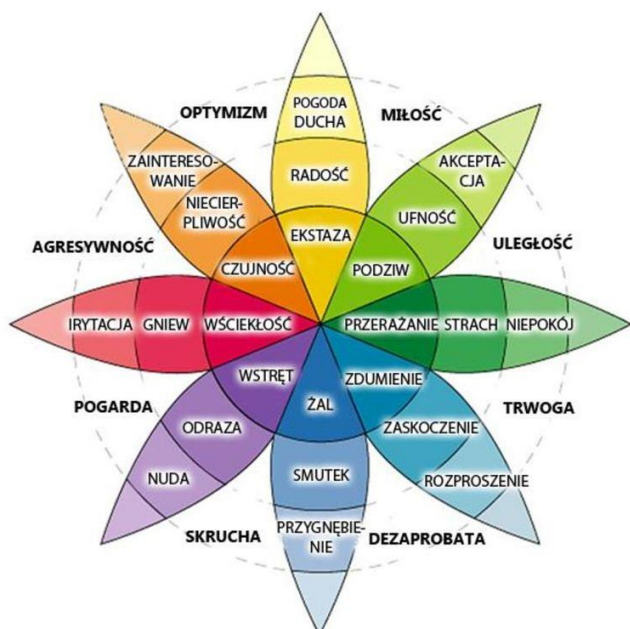 OPTYMIZM
POGODA
DUCHA
MIŁOŚĆ
ZAINTERESO-
WANIE
RADOŚĆ
AKCEPTA-
CJA
NIECIER-
PLIWOŚĆ
UFNOŚĆ
EKSTAZA
AGRESYWNOŚĆ
CZUJNOŚĆ
PODZIW
ULEGŁOŚĆ
IRYTACJA
GNIEW
WŚCIEKŁOŚĆ
PRZERAŻANIE
STRACH
NIEPOKÓJ
WSTRĘT
ZDUMIENIE
POGARDA
ŻAL
TRWOGA
ODRAZA
ZASKOCZENIE
NUDA
SMUTEK
ROZPROSZENIE
SKRUCHA
PRZYGNĘBIE-
NIE
DEZAPROBATA